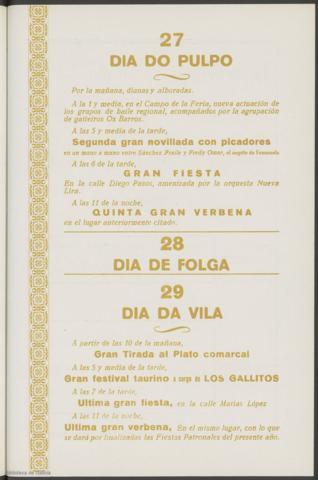 27
DIA DO PULPO
Por la mañana, dianas y alboradas.
A la 1 y media, en el Campo de la Feria, nueva actuación de
los grupos de baile regional, acompañados por la agrupación
de gaiteiros Os Barros.
A las 5 y media de la tarde,
Segunda gran novillada con picadores
en un mano a mano entre Sánchez Fraile y Fredy Omar, el negrito de Venezuela
A las 6 de la tarde,
GRAN FIESTA
En la calle Diego Pazos, amenizada por la orquesta Nueva
Lira.
A las 11 de la noche,
QUINTA GRAN VERBENA
en el lugar anteriormente citado.
28
DIA DE FOLGA
29
DIA DA VILA
A partir de las 10 de la mañana,
Gran Tirada al Plato comarcal
A las 5 y media de la tarde,
Gran festival taurino a cargo de LOS GALLITOS
A las 7 de la tarde,
Ultima gran fiesta, en la calle Matías López
A las 11 de la noche,
Ultima gran verbena, En el mismo lugar, con lo que
se dará por finalizadas las Fiestas Patronales del presente año.
Biblioteca de Galicia